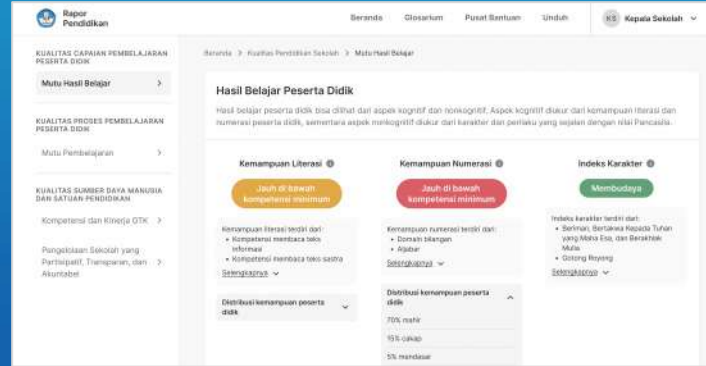 Rapor
Pendidikan
Beranda
Glosarium
Pusat Bantuan
Unduh
KS Kepala Sekolah
KUALITAS CAPAIAN PEMBELAJARAN
PESERTA DIDIK
Mutu Hasil Belajar
KUALITAS PROSES PEMBELAJARAN
PESERTA DIDIK
Mutu Pembelajaran
KUALITAS SUMBER DAYA MANUSIA
DAN SATUAN PENDIDIKAN
Kompetensi dan Kinerja GTK
Pengelolaan Sekolah yang
Partisipatif, Transparan, dan
Akuntabel
Beranda > Kualitas Pendidikan Sekolah > Mutu Hasil Belajar
Hasil Belajar Peserta Didik
Hasil belajar peserta didik bisa dilihat dari aspek kognitif dan nonkognitif. Aspek kognitif diukur dari kemampuan literasi dan
numerasi peserta didik, sementara aspek nonkognitif diukur dari karakter dan perilaku yang sejalan dengan nilai Pancasila.
Kemampuan Literasi
Jauh di bawah
kompetensi minimum
Kemampuan literasi terdiri dari:
• Kompetensi membaca teks
informasi
• Kompetensi membaca teks sastra
Selengkapnya
Distribusi kemampuan peserta
didik
Kemampuan Numerasi
Jauh di bawah
kompetensi minimum
Kemampuan numerasi terdiri dari:
• Domain bilangan
• Aljabar
Selengkapnya
Distribusi kemampuan peserta
didik
70% mahir
15% cakap
5% mendasar
Indeks Karakter
Membudaya
Indeks karakter terdiri dari:
• Beriman, Bertakwa Kepada Tuhan
yang Maha Esa, dan Berakhlak
Mulia
• Gotong Royong
Selengkapnya